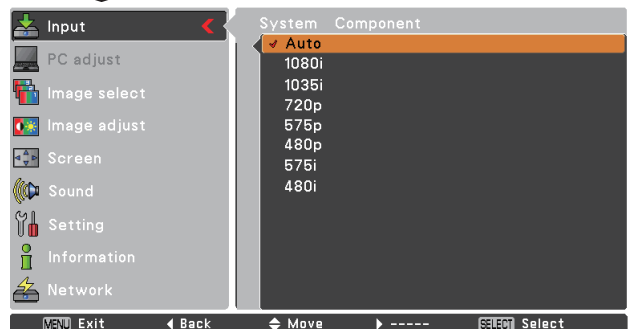 Input
PC adjust
Image select
Image adjust
Screen
Sound
Setting
Information
Network
System Component
Auto
1080i
1035i
720p
575p
480p
575i
480i
MENU Exit Back Move ----- SELECT Select